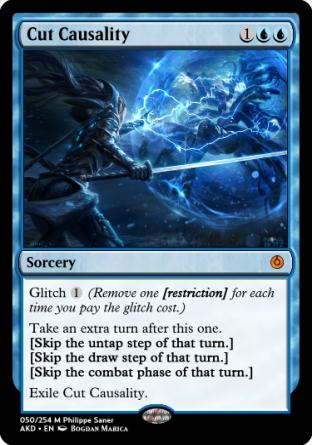 Cut Causality 1
Sorcery
Glitch 1 (Remove one [restriction] for each
time you pay the glitch cost.)
Take an extra turn after this one.
[Skip the untap step of that turn.]
[Skip the draw step of that turn.]
[Skip the combat phase of that turn.]
Exile Cut Causality.
050/254 M Philippe Saner
AKD • EN Bogdan Marica